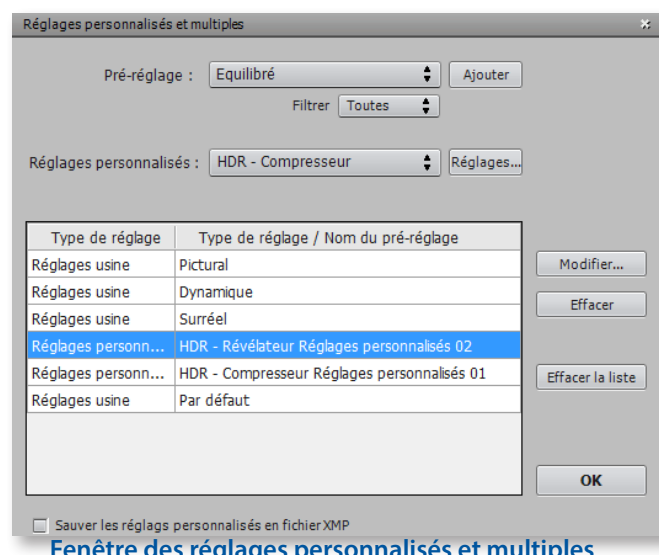 Réglages personnalisés et multiples
Pré-réglage : Equilibré Ajouter
Filtrer Toutes
Réglages personnalisés : HDR - Compresseur Réglages...
Type de réglage Type de réglage / Nom du pré-réglage
Réglages usine Pictural
Réglages usine Dynamique
Réglages usine Surréel
Réglages personn... HDR - Révélateur Réglages personnalisés 02
Réglages personn... HDR - Compresseur Réglages personnalisés 01
Réglages usine Par défaut
Modifier...
Effacer
Effacer la liste
OK
Sauver les réglags personnalisés en fichier XMP
Fenêtre des réglages personnalisés et multiples